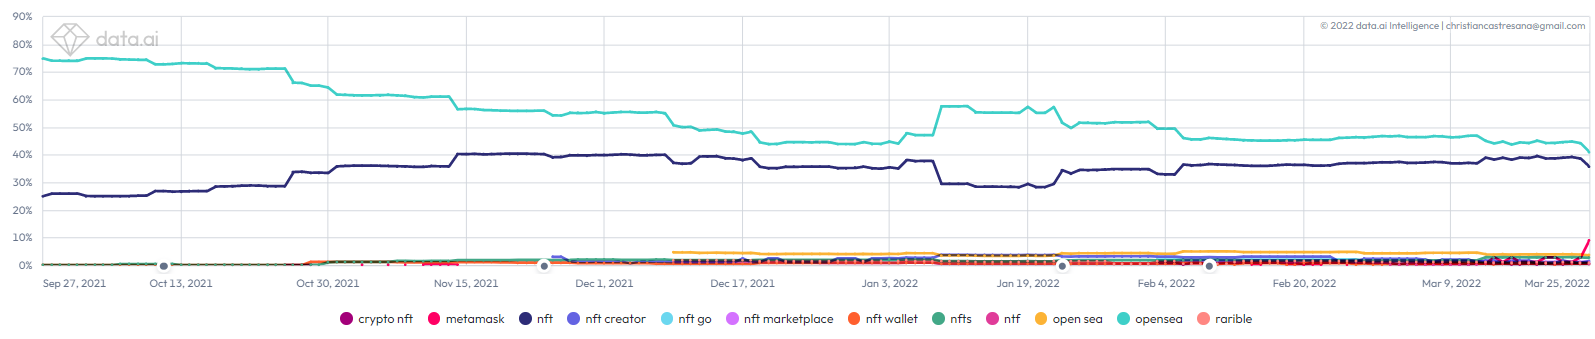 90%
© 2022 data.ai Intelligence | christiancastresana@gmail.com
data.ai
80%
70%
60%
50%
40%
30%
20%
10%
0%
Sep 27, 2021 Oct 13, 2021 Oct 30, 2021 Nov 15, 2021 Dec 1, 2021 Dec 17, 2021 Jan 3, 2022 Jan 19, 2022 Feb 4, 2022 Feb 20, 2022 Mar 9, 2022 Mar 25, 2022
crypto nft metamask nft nft creator nft go nft marketplace nft wallet nfts ntf open sea opensea rarible